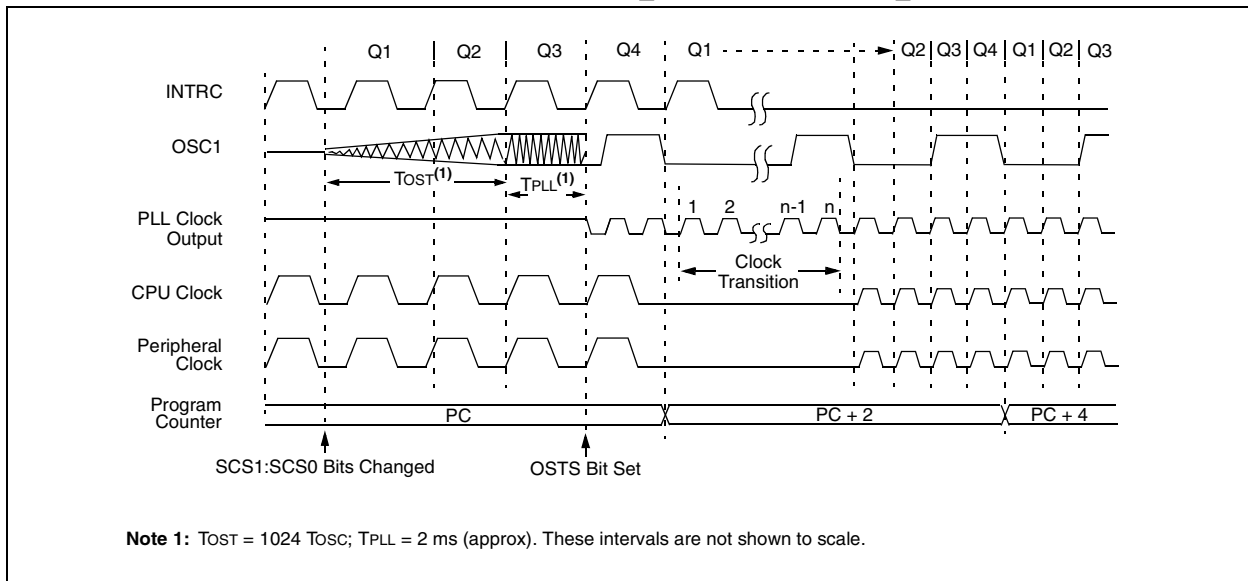 Q1 Q2 Q3 Q4 Q1 Q2 Q3 Q4 Q1 Q2 Q3
INTRC
OSC1
TOST(1) TPLL(1)
1 2 n-1 n
PLL Clock
Output
Clock
Transition
CPU Clock
Peripheral
Clock
Program
Counter
PC PC + 2 PC + 4
SCS1:SCS0 Bits Changed OSTS Bit Set
Note 1: TOST = 1024 TOSC; TPLL = 2 ms (approx). These intervals are not shown to scale.